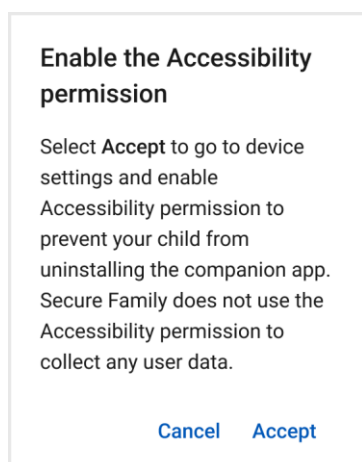 Enable the Accessibility
permission
Select Accept to go to device
settings and enable
Accessibility permission to
prevent your child from
uninstalling the companion app.
Secure Family does not use the
Accessibility permission to
collect any user data.
Cancel Accept